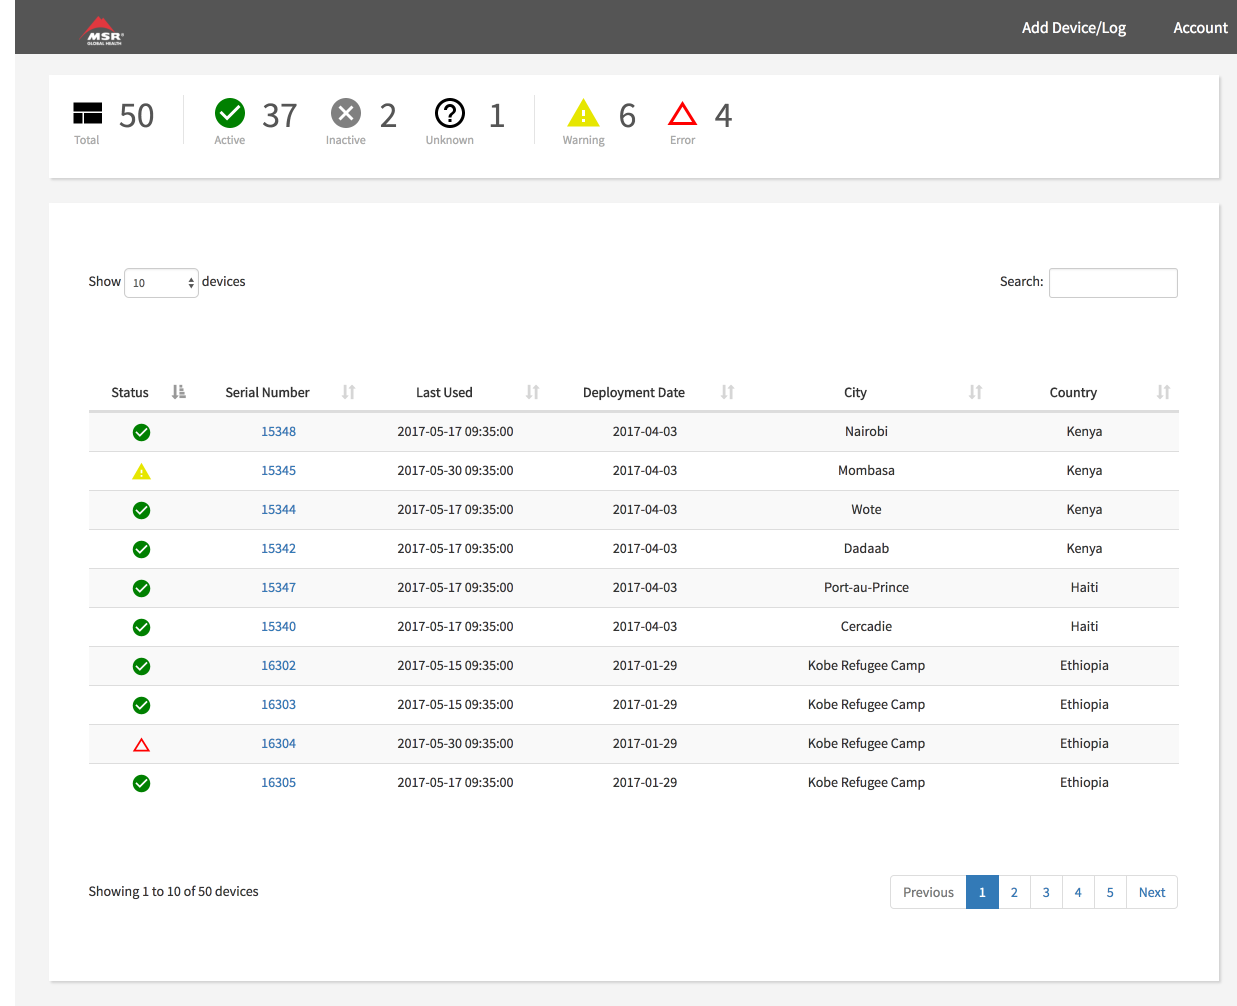 MSR®
GLOBAL HEALTH
Add Device/Log Account
50 37 2 1 6 4
Total Active Inactive Unknown Warning Error
Show 10 devices Search:
Status Serial Number Last Used Deployment Date City Country
15348 2017-05-17 09:35:00 2017-04-03 Nairobi Kenya
15345 2017-05-30 09:35:00 2017-04-03 Mombasa Kenya
15344 2017-05-17 09:35:00 2017-04-03 Wote Kenya
15342 2017-05-17 09:35:00 2017-04-03 Dadaab Kenya
15347 2017-05-17 09:35:00 2017-04-03 Port-au-Prince Haiti
15340 2017-05-17 09:35:00 2017-04-03 Cercadie Haiti
16302 2017-05-15 09:35:00 2017-01-29 Kobe Refugee Camp Ethiopia
16303 2017-05-15 09:35:00 2017-01-29 Kobe Refugee Camp Ethiopia
16304 2017-05-30 09:35:00 2017-01-29 Kobe Refugee Camp Ethiopia
16305 2017-05-17 09:35:00 2017-01-29 Kobe Refugee Camp Ethiopia
Showing 1 to 10 of 50 devices Previous 1 2 3 4 5 Next